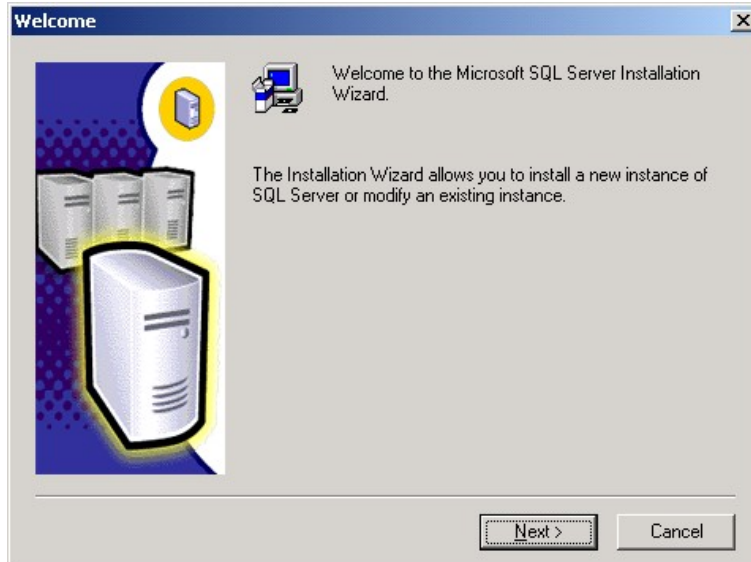 Welcome
Welcome to the Microsoft SQL Server Installation
Wizard.
The Installation Wizard allows you to install a new instance of
SQL Server or modify an existing instance.
Next >
Cancel